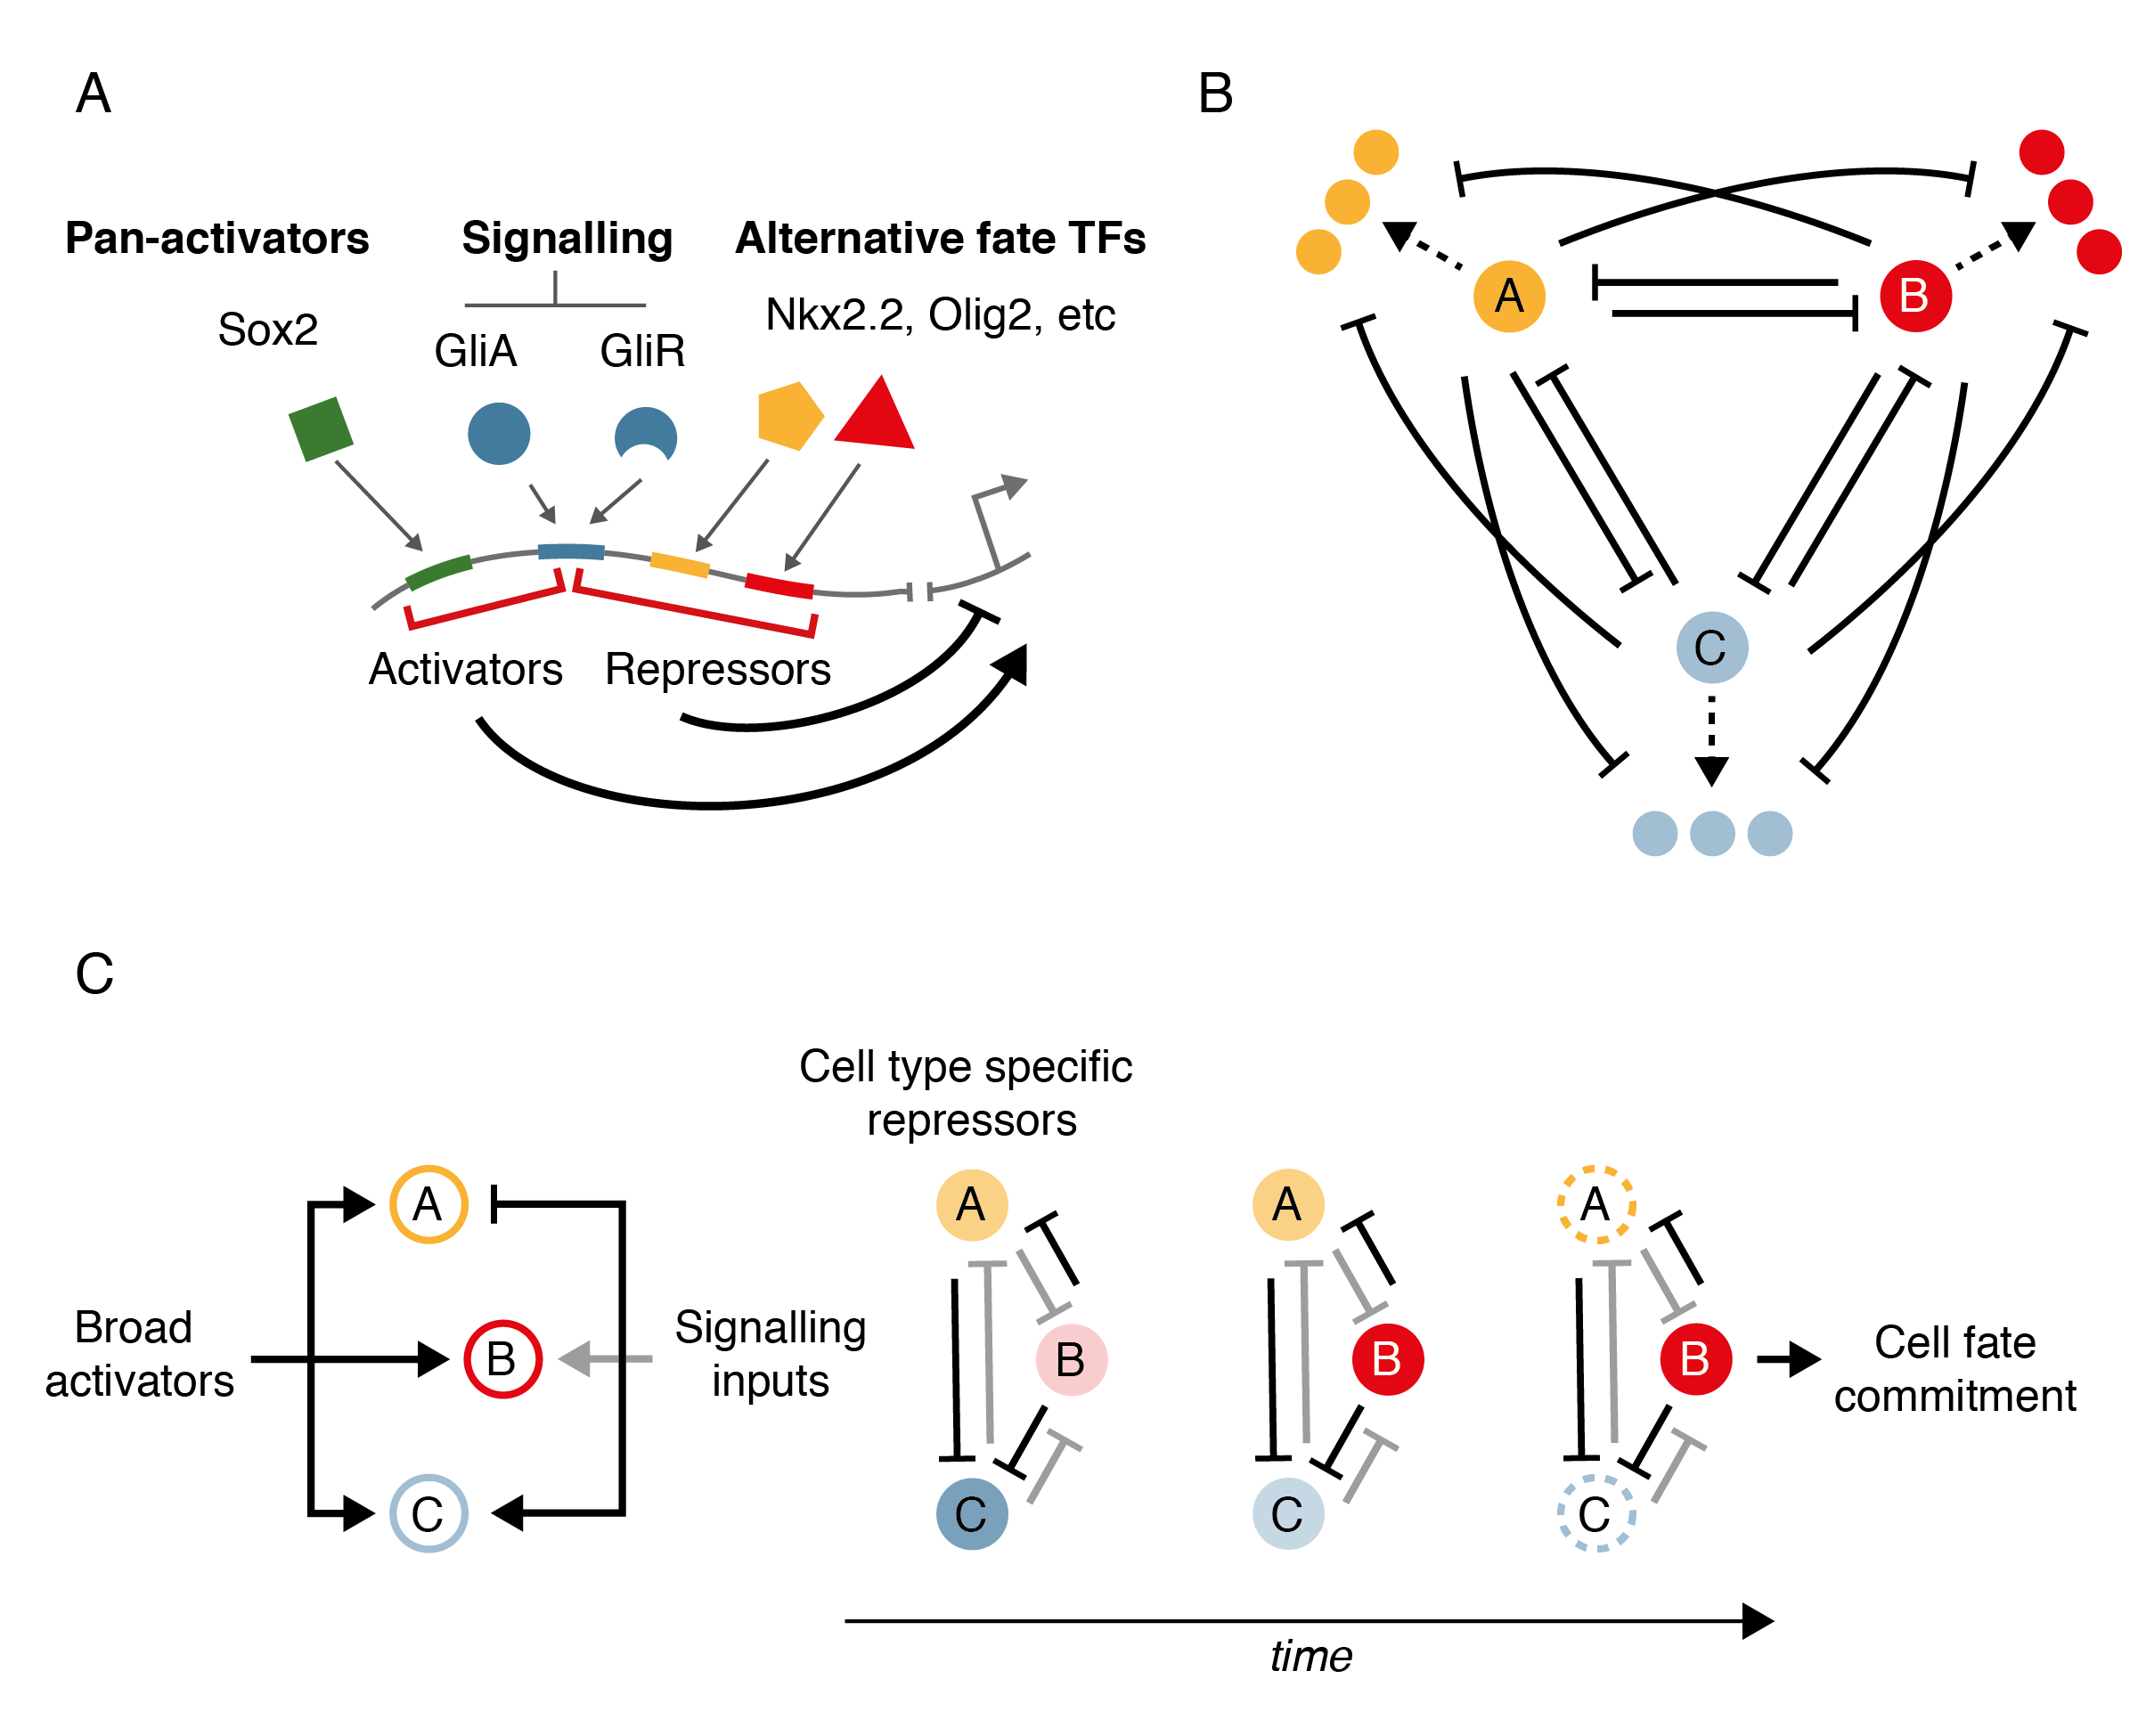 A
Pan-activators
Signalling
Alternative fate TFs
Sox2
GliA
GliR
Nkx2.2, Olig2, etc
Activators
Repressors
B
A
B
C
C
Broad
activators
A
B
C
Signalling
inputs
Cell type specific
repressors
A
B
C
A
B
C
A
B
C
Cell fate
commitment
time